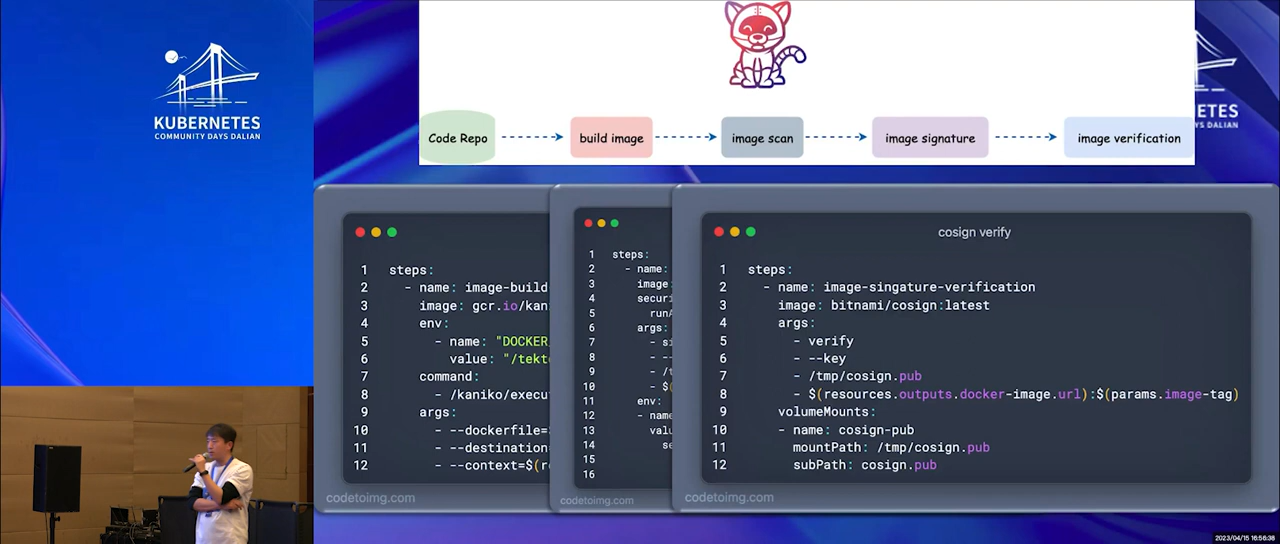 KUBERNETES
COMMUNITY DAYS DALIAN
NETES
Y DAYS DALIAN
Code Repo
build image
image scan
image signature
image verification
1 steps:
2 - name: image-build
3 image: gcr.io/kan
4 env:
5 - name: "DOCKER
6 value: "/tekt
7 command:
8 - /kaniko/execu
9 args:
10 - --dockerfile=
11 - --destination
12 - --context=$(r
codetoimg.com
1 steps:
2 - name:
3 image:
4 securi
5 runA
6 args:
7 - si
8 - --
9 - /t
10 - $(
11 env:
12 - name
13 valu
14 se
15
16
codetoimg.com
cosign verify
1 steps:
2 - name: image-singature-verification
3 image: bitnami/cosign:latest
4 args:
5 - verify
6 - --key
7 - /tmp/cosign.pub
8 - $(resources.outputs.docker-image.url):$(params.image-tag)
9 volumeMounts:
10 - name: cosign-pub
11 mountPath: /tmp/cosign.pub
12 subPath: cosign.pub
codetoimg.com
2023/04/15 16:56:38